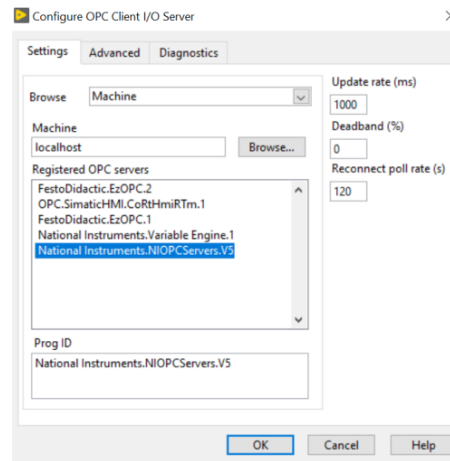 Configure OPC Client I/O Server
Settings Advanced Diagnostics
Browse Machine
Machine
localhost Browse...
Registered OPC servers
FestoDidactic.EzOPC.2
OPC.SimaticHMI.CoRtHmiRTm.1
FestoDidactic.EzOPC.1
National Instruments.Variable Engine.1
National Instruments.NIOPCServers.V5
Prog ID
National Instruments.NIOPCServers.V5
Update rate (ms)
1000
Deadband (%)
0
Reconnect poll rate (s)
120
OK Cancel Help